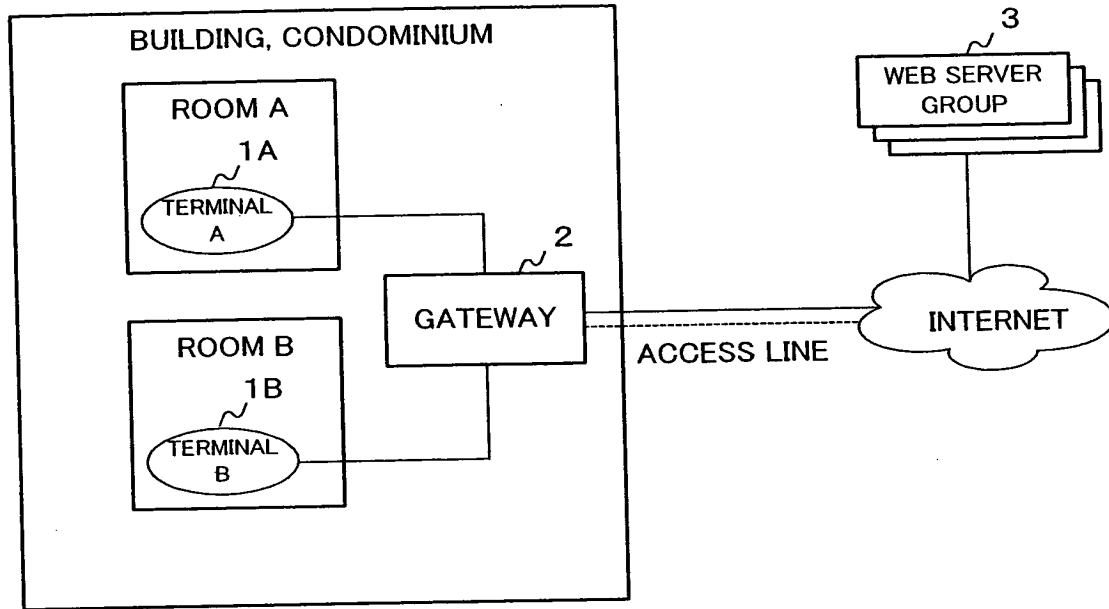 BUILDING, CONDOMINIUM
ROOM A
1A
TERMINAL
A
ROOM B
1B
TERMINAL
B
2
GATEWAY
ACCESS LINE
3
WEB SERVER
GROUP
INTERNET